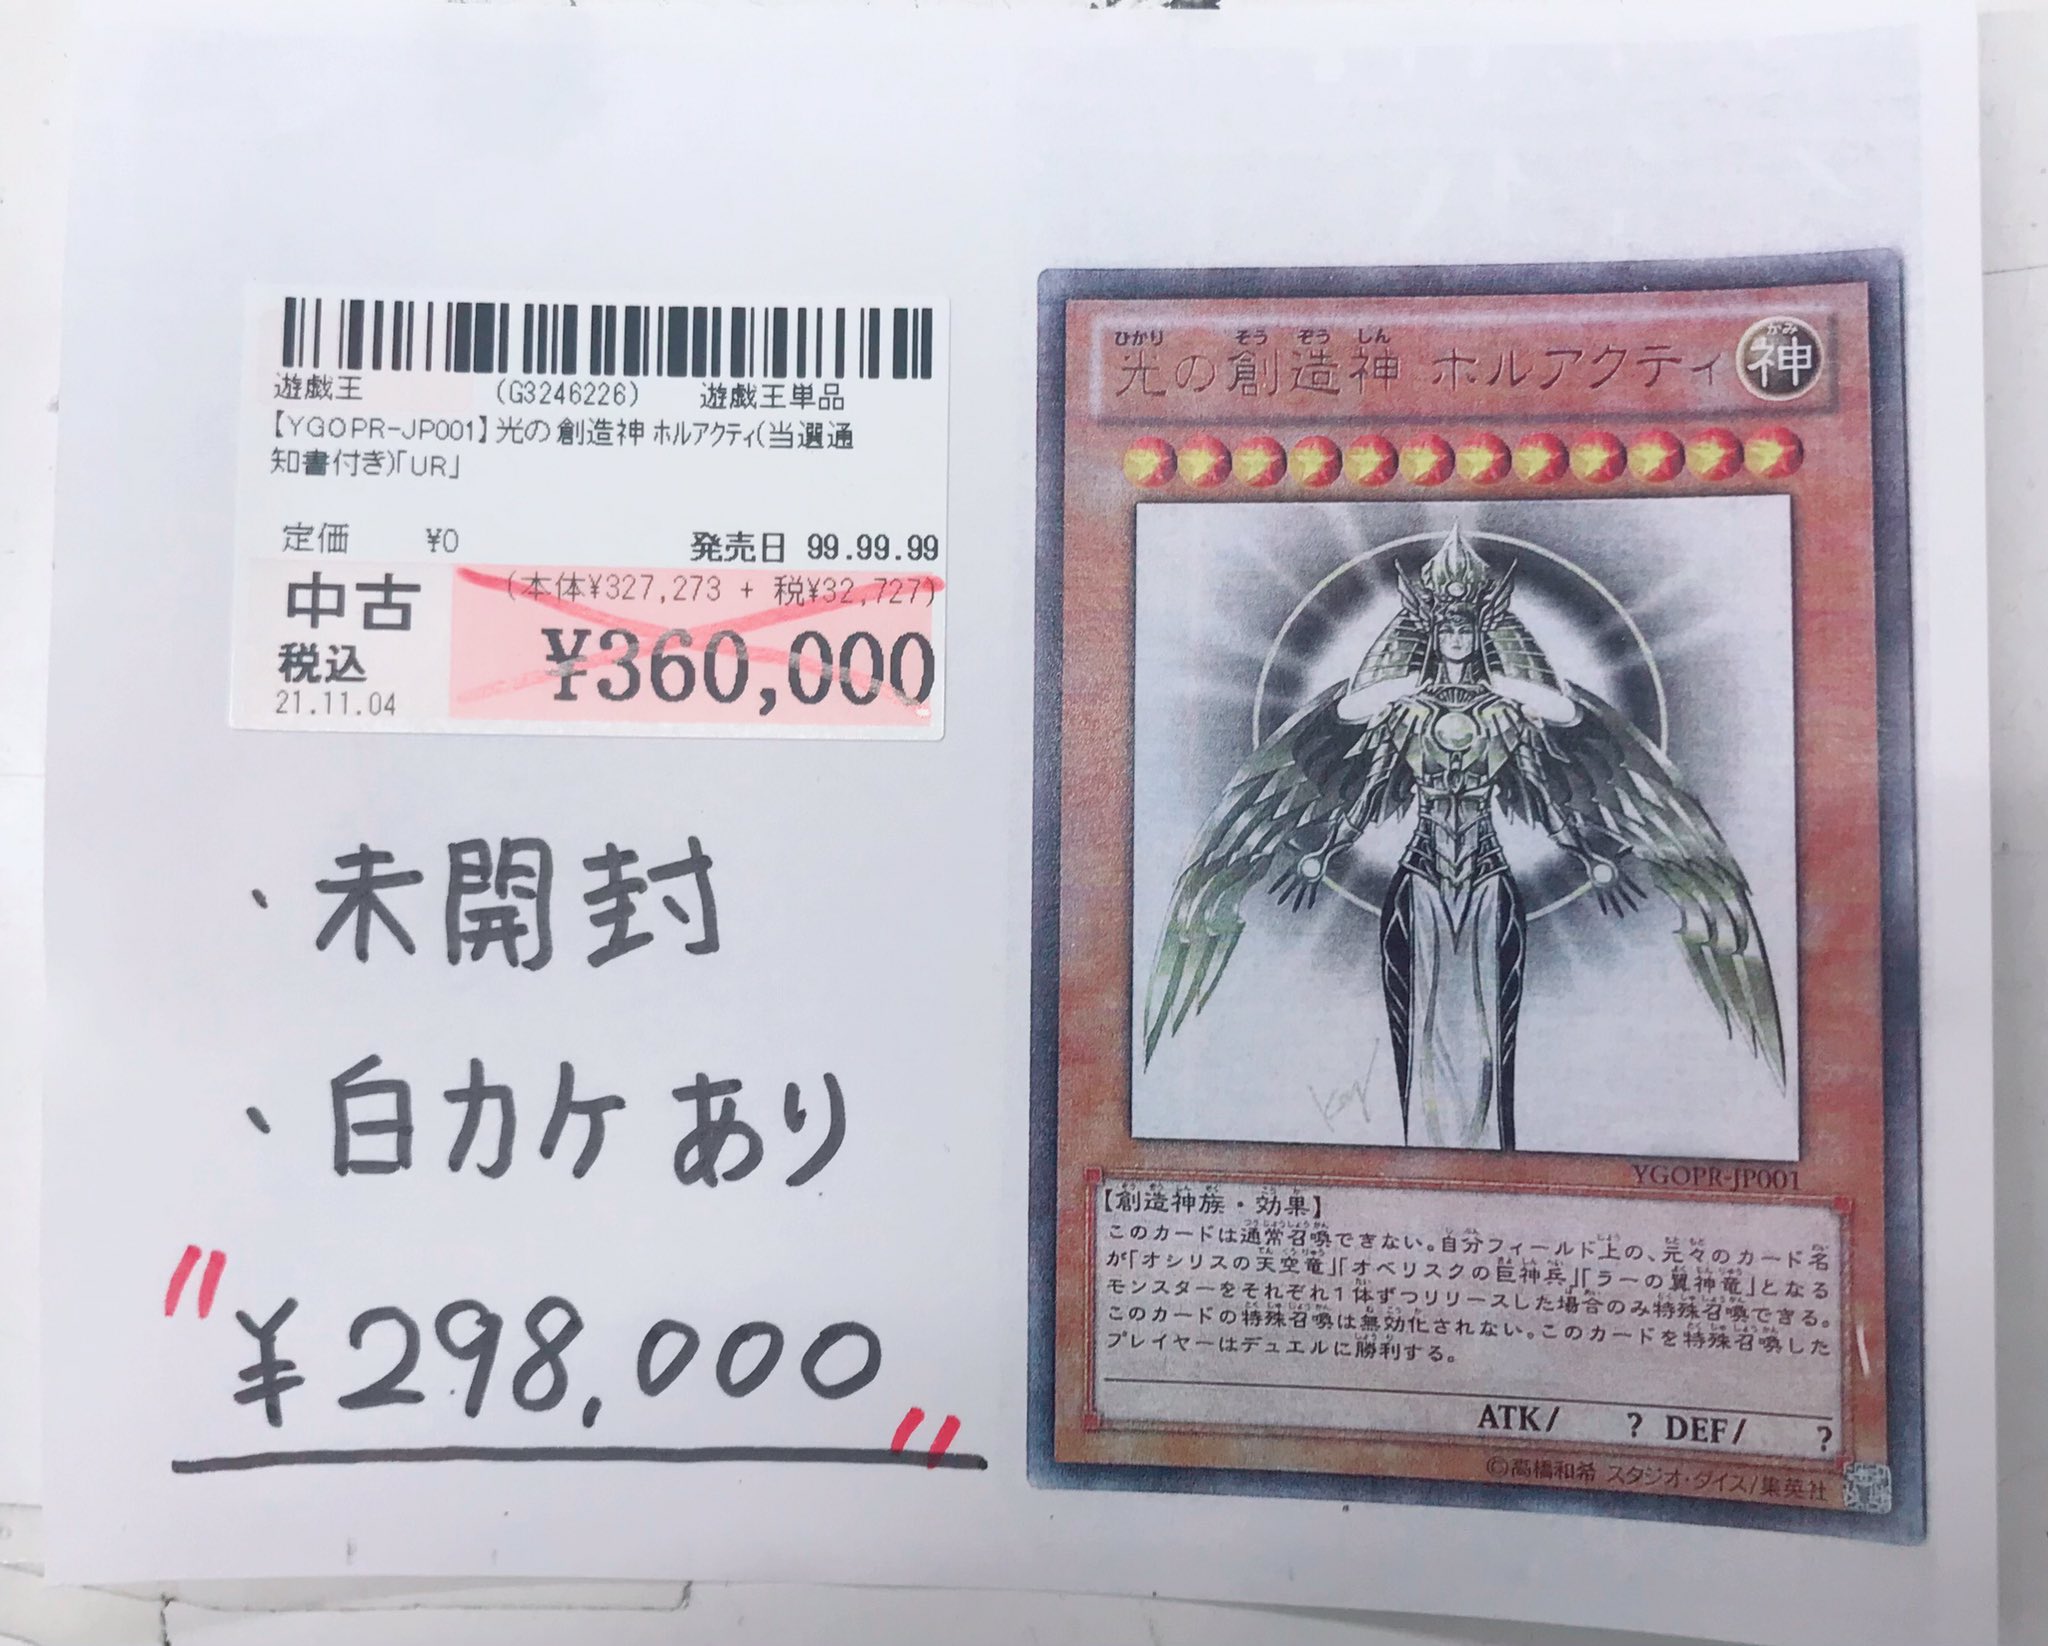 遊戯王 (G3246226) 遊戯王単品
【YGOPR-JP001】光の創造神 ホルアクティ(当選通
知書付き)「UR」
定価 ¥0 発売日 99.99.99
中古 (本体¥327,273 + 税¥32,727)
税込 ¥360,000
21.11.04
・未開封
・白カケあり
"¥298,000"
ひかり そう ぞう しん かみ
光の創造神 ホルアクティ 神
Kaz
YGOPR-JP001
【創造神族・効果】
このカードは通常召喚できない。自分フィールド上の、元々のカード名
が「オシリスの天空竜」「オベリスクの巨神兵」「ラーの翼神竜」となる
モンスターをそれぞれ1体ずつリリースした場合のみ特殊召喚できる。
このカードの特殊召喚は無効化されない。このカードを特殊召喚した
プレイヤーはデュエルに勝利する。
ATK/ ? DEF/ ?
©高橋和希 スタジオ・ダイス/集英社